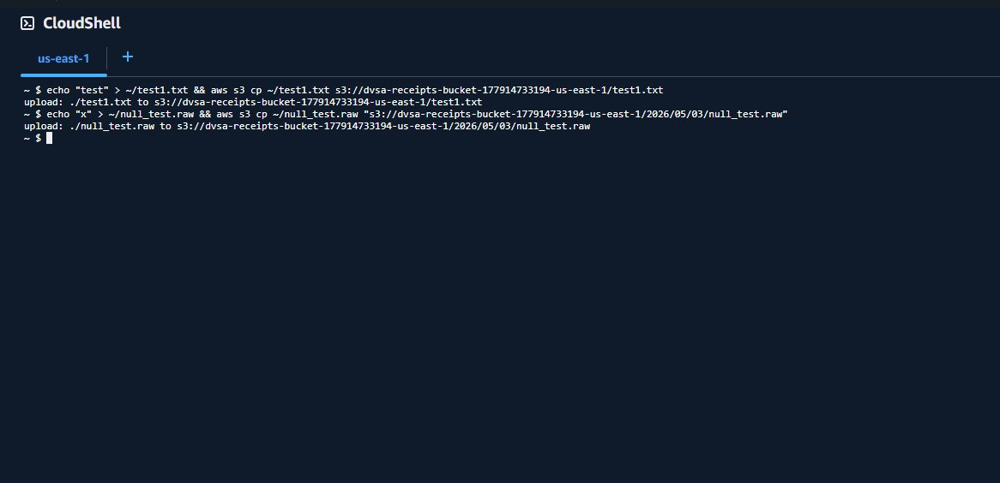 CloudShell
us-east-1
+
~ $ echo "test" > ~/test1.txt && aws s3 cp ~/test1.txt s3://dvsa-receipts-bucket-177914733194-us-east-1/test1.txt
upload: ./test1.txt to s3://dvsa-receipts-bucket-177914733194-us-east-1/test1.txt
~ $ echo "x" > ~/null_test.raw && aws s3 cp ~/null_test.raw "s3://dvsa-receipts-bucket-177914733194-us-east-1/2026/05/03/null_test.raw"
upload: ./null_test.raw to s3://dvsa-receipts-bucket-177914733194-us-east-1/2026/05/03/null_test.raw
~ $